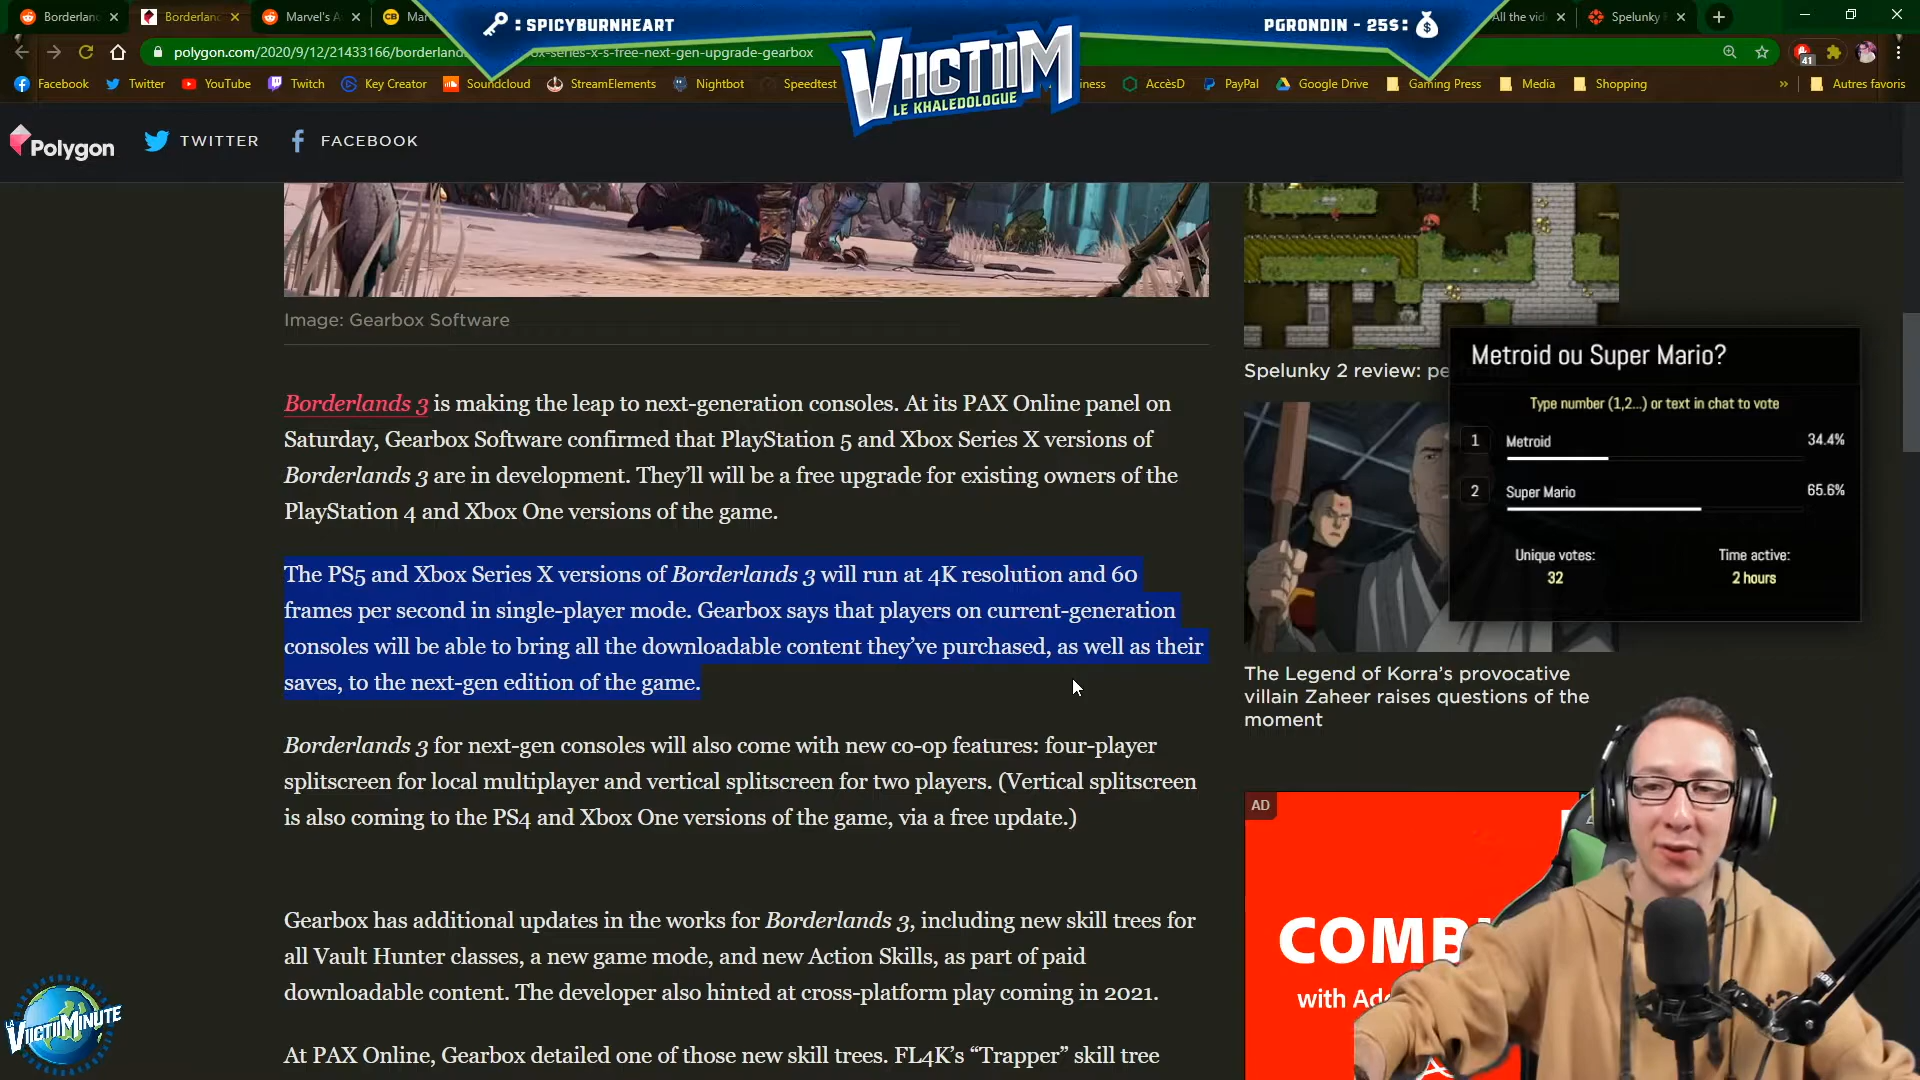 Borderlan
Borderlan
Marvel's A
Mar
: SPICYBURNHEART
PGRONDIN - 25$:
All the vid
Spelunky
polygon.com/2020/9/12/21433166/borderland
ox-series-x-s-free-next-gen-upgrade-gearbox
VIICTIIM
LE KHALEDOLOGUE
41
Facebook
Twitter
YouTube
Twitch
Key Creator
Soundcloud
StreamElements
Nightbot
Speedtest
iness
AccèsD
PayPal
Google Drive
Gaming Press
Media
Shopping
»
Autres favoris
Polygon
TWITTER
FACEBOOK
Image: Gearbox Software
Borderlands 3 is making the leap to next-generation consoles. At its PAX Online panel on
Saturday, Gearbox Software confirmed that PlayStation 5 and Xbox Series X versions of
Borderlands 3 are in development. They'll will be a free upgrade for existing owners of the
PlayStation 4 and Xbox One versions of the game.
The PS5 and Xbox Series X versions of Borderlands 3 will run at 4K resolution and 60
frames per second in single-player mode. Gearbox says that players on current-generation
consoles will be able to bring all the downloadable content they've purchased, as well as their
saves, to the next-gen edition of the game.
Borderlands 3 for next-gen consoles will also come with new co-op features: four-player
splitscreen for local multiplayer and vertical splitscreen for two players. (Vertical splitscreen
is also coming to the PS4 and Xbox One versions of the game, via a free update.)
Gearbox has additional updates in the works for Borderlands 3, including new skill trees for
all Vault Hunter classes, a new game mode, and new Action Skills, as part of paid
downloadable content. The developer also hinted at cross-platform play coming in 2021.
At PAX Online, Gearbox detailed one of those new skill trees. FL4K's “Trapper” skill tree
Spelunky 2 review: pe
Metroid ou Super Mario?
Type number (1,2...) or text in chat to vote
1 Metroid 34.4%
2 Super Mario 65.6%
Unique votes: Time active:
32 2 hours
The Legend of Korra's provocative
villain Zaheer raises questions of the
moment
AD
COMB
with Ado
LA
VIICTIIMINUTE